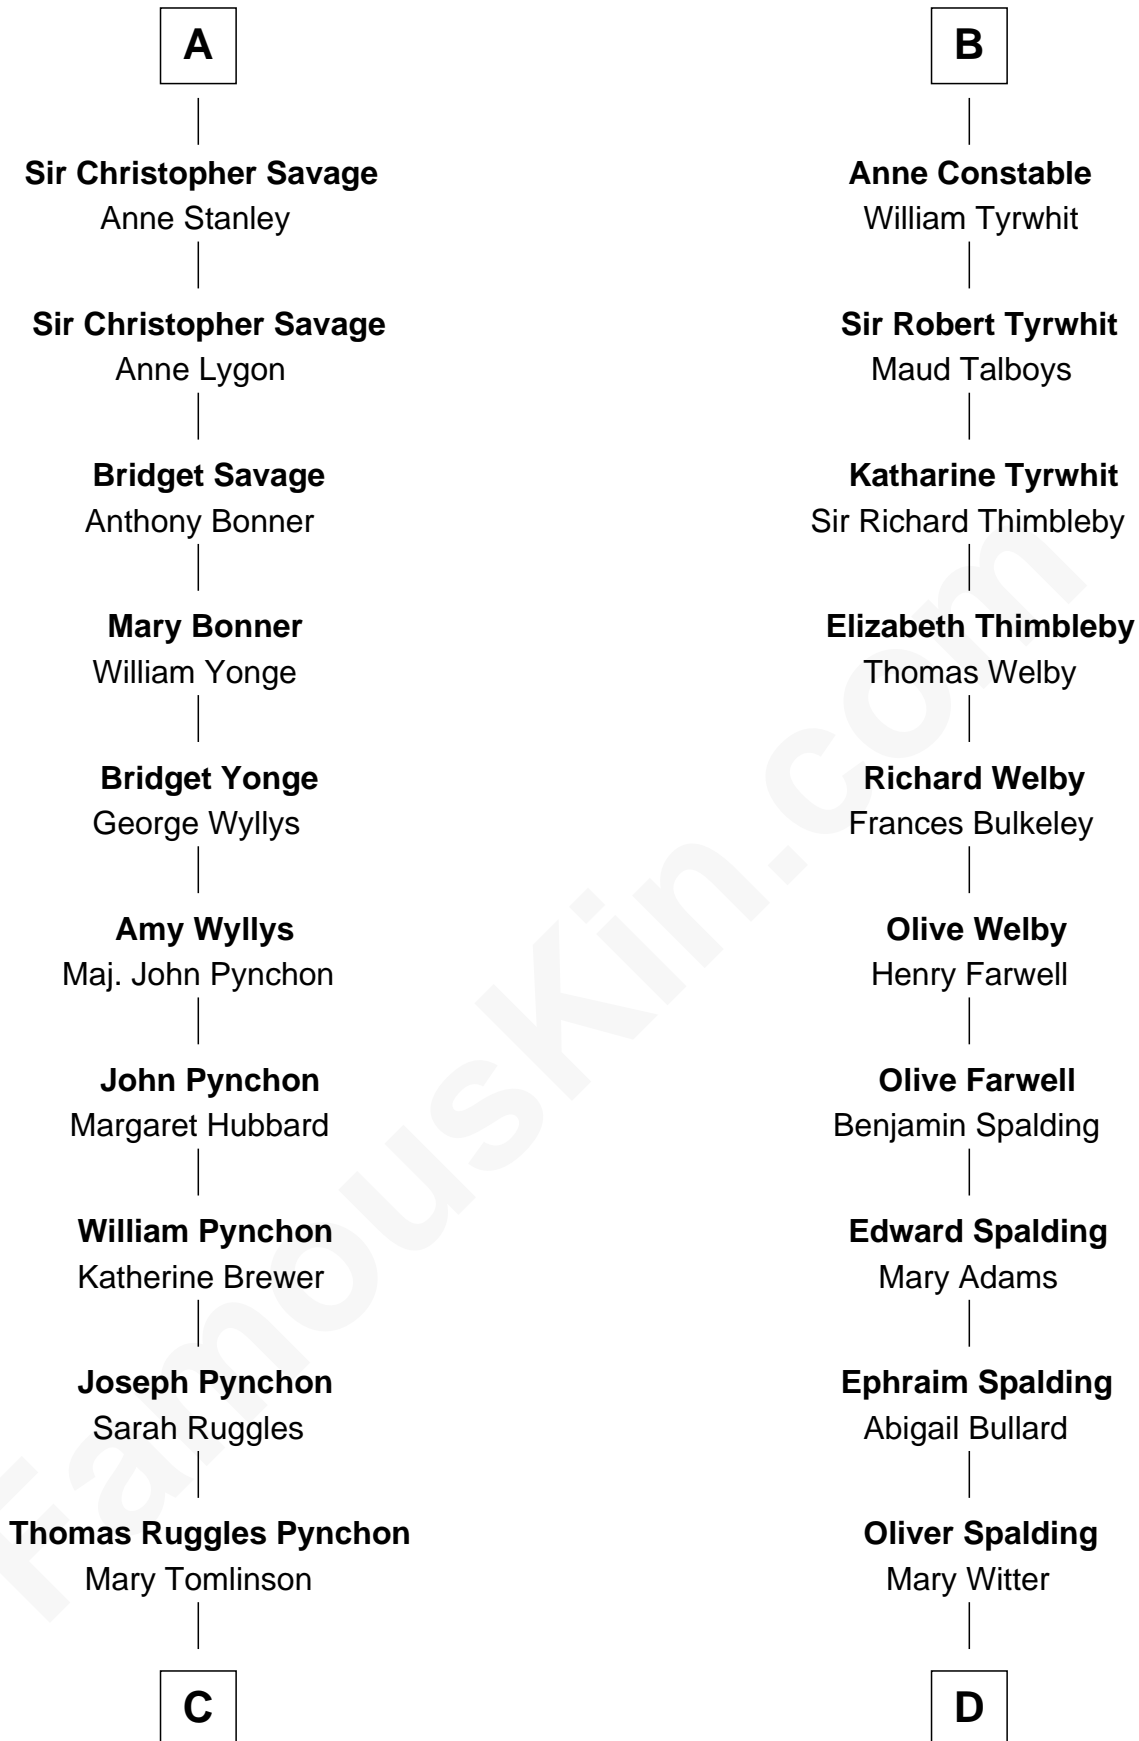 A
Sir Christopher Savage
Anne Stanley
Sir Christopher Savage
Anne Lygon
Bridget Savage
Anthony Bonner
Mary Bonner
William Yonge
Bridget Yonge
George Wyllys
Amy Wyllys
Maj. John Pynchon
John Pynchon
Margaret Hubbard
William Pynchon
Katherine Brewer
Joseph Pynchon
Sarah Ruggles
Thomas Ruggles Pynchon
Mary Tomlinson
C
B
Anne Constable
William Tyrwhit
Sir Robert Tyrwhit
Maud Talboys
Katharine Tyrwhit
Sir Richard Thimbleby
Elizabeth Thimbleby
Thomas Welby
Richard Welby
Frances Bulkeley
Olive Welby
Henry Farwell
Olive Farwell
Benjamin Spalding
Edward Spalding
Mary Adams
Ephraim Spalding
Abigail Bullard
Oliver Spalding
Mary Witter
D
FamousKin.com